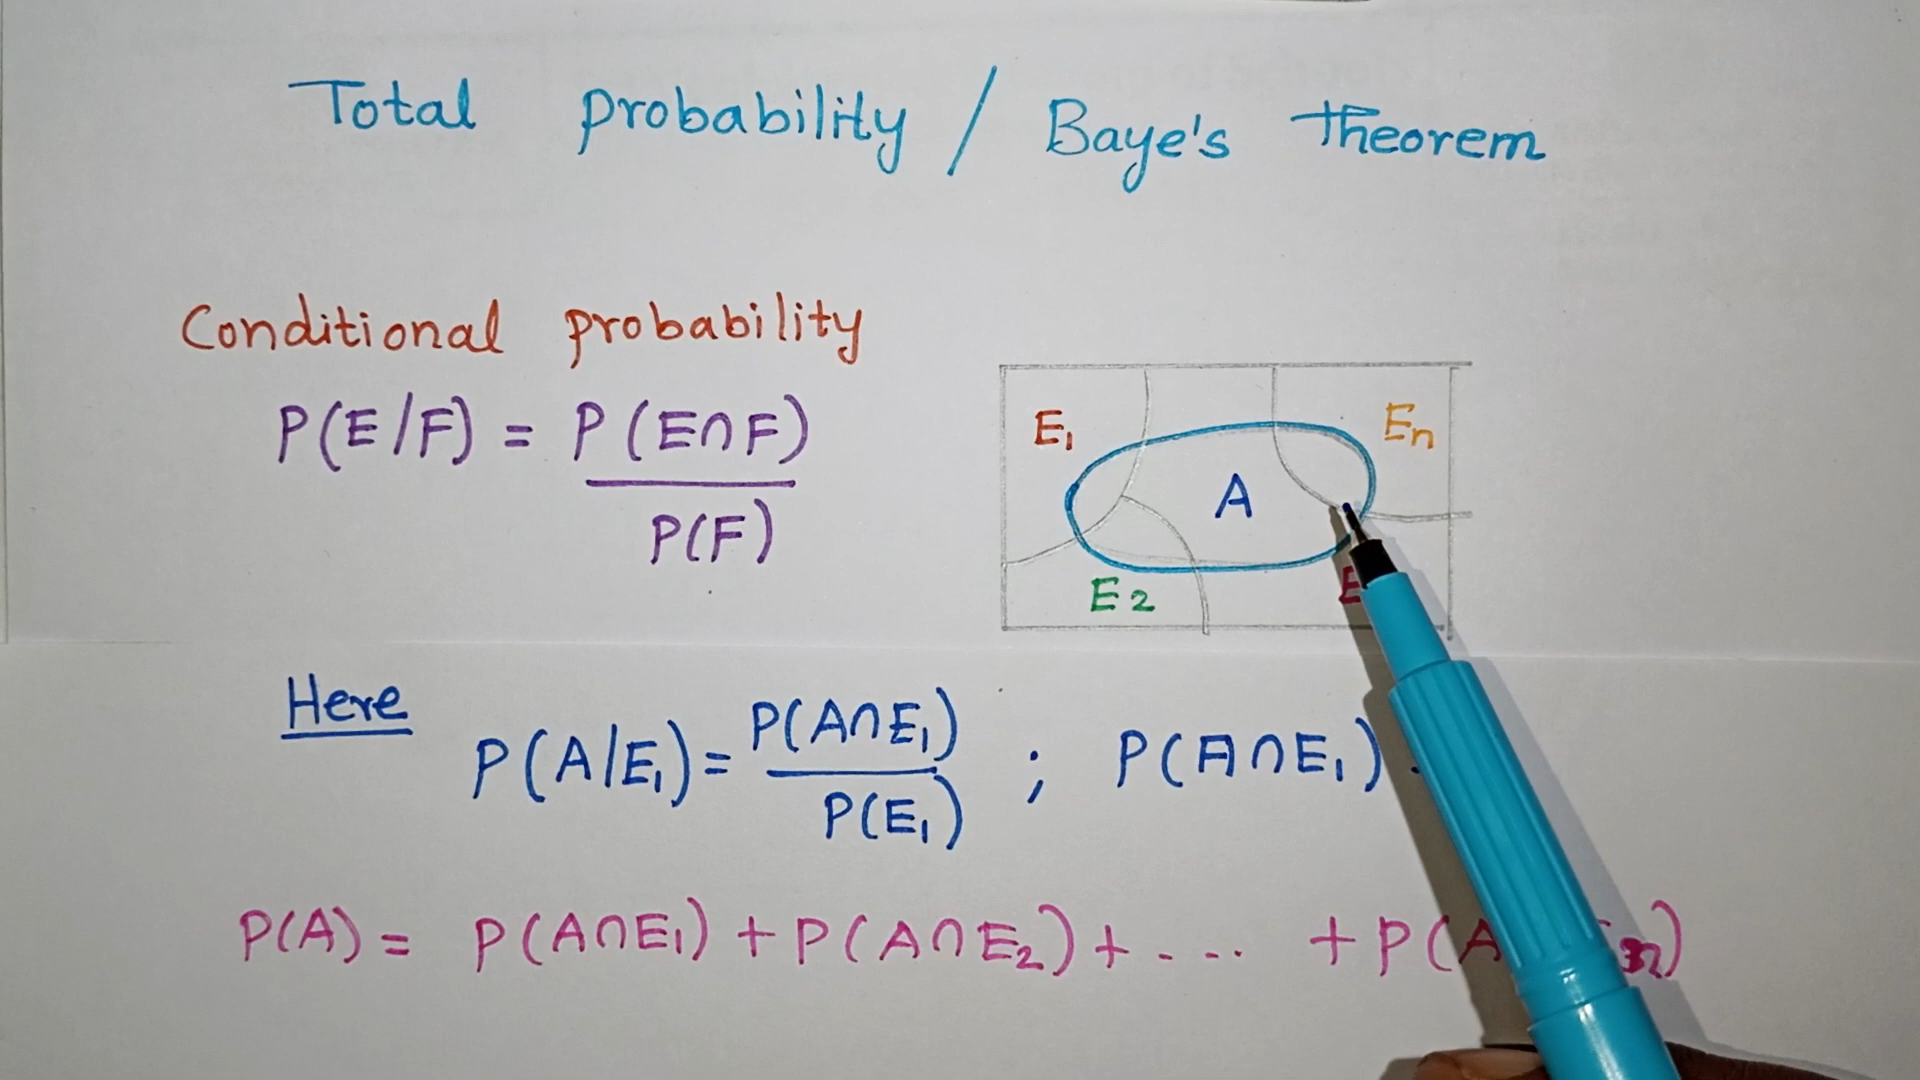 Total probability / Baye's Theorem
Conditional probability
P(E/F) = P(E∩F)
P(F)
E1
En
A
E2
E
Here
P(A/E1) = P(A∩E1)
P(E1)
; P(A∩E1)
P(A) = P(A∩E1) + P(A∩E2) + - - .. + P(A